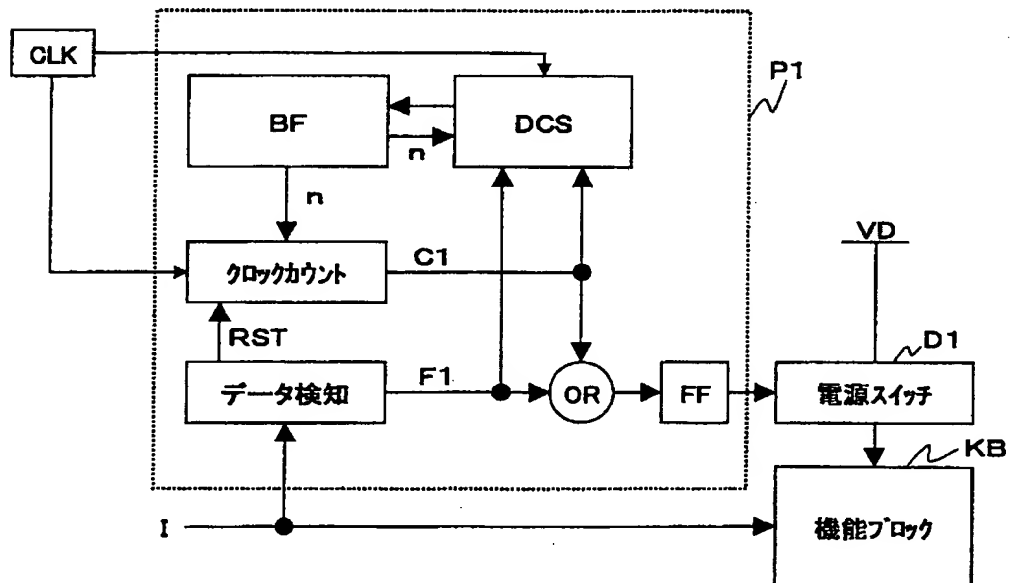 CLK
P1
BF
DCS
n
n
クロックカウント
C1
VD
RST
D1
データ検知
F1
OR
FF
電源スイッチ
KB
I
機能ブロック